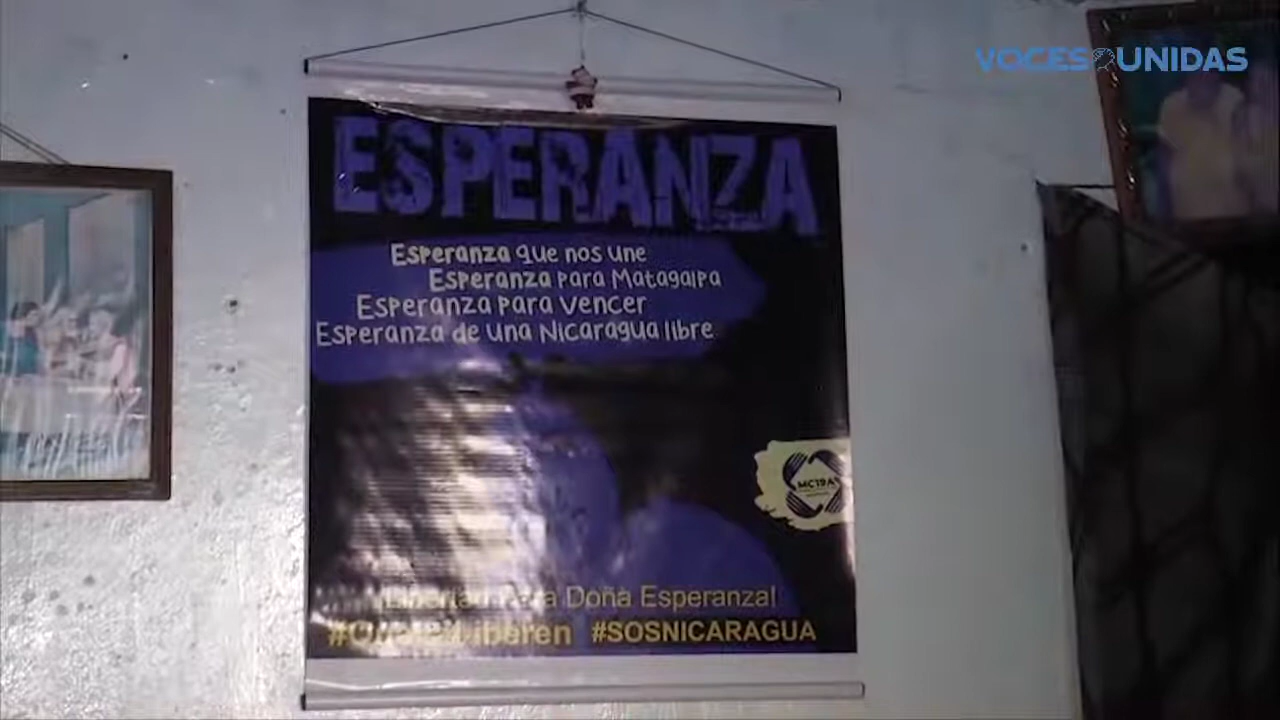 VOCES UNIDAS
ESPERANZA
Esperanza que nos une
Esperanza para Matagalpa
Esperanza para vencer
Esperanza de una Nicaragua libre
MC19A
Doña Esperanza!
#SOSNICARAGUA